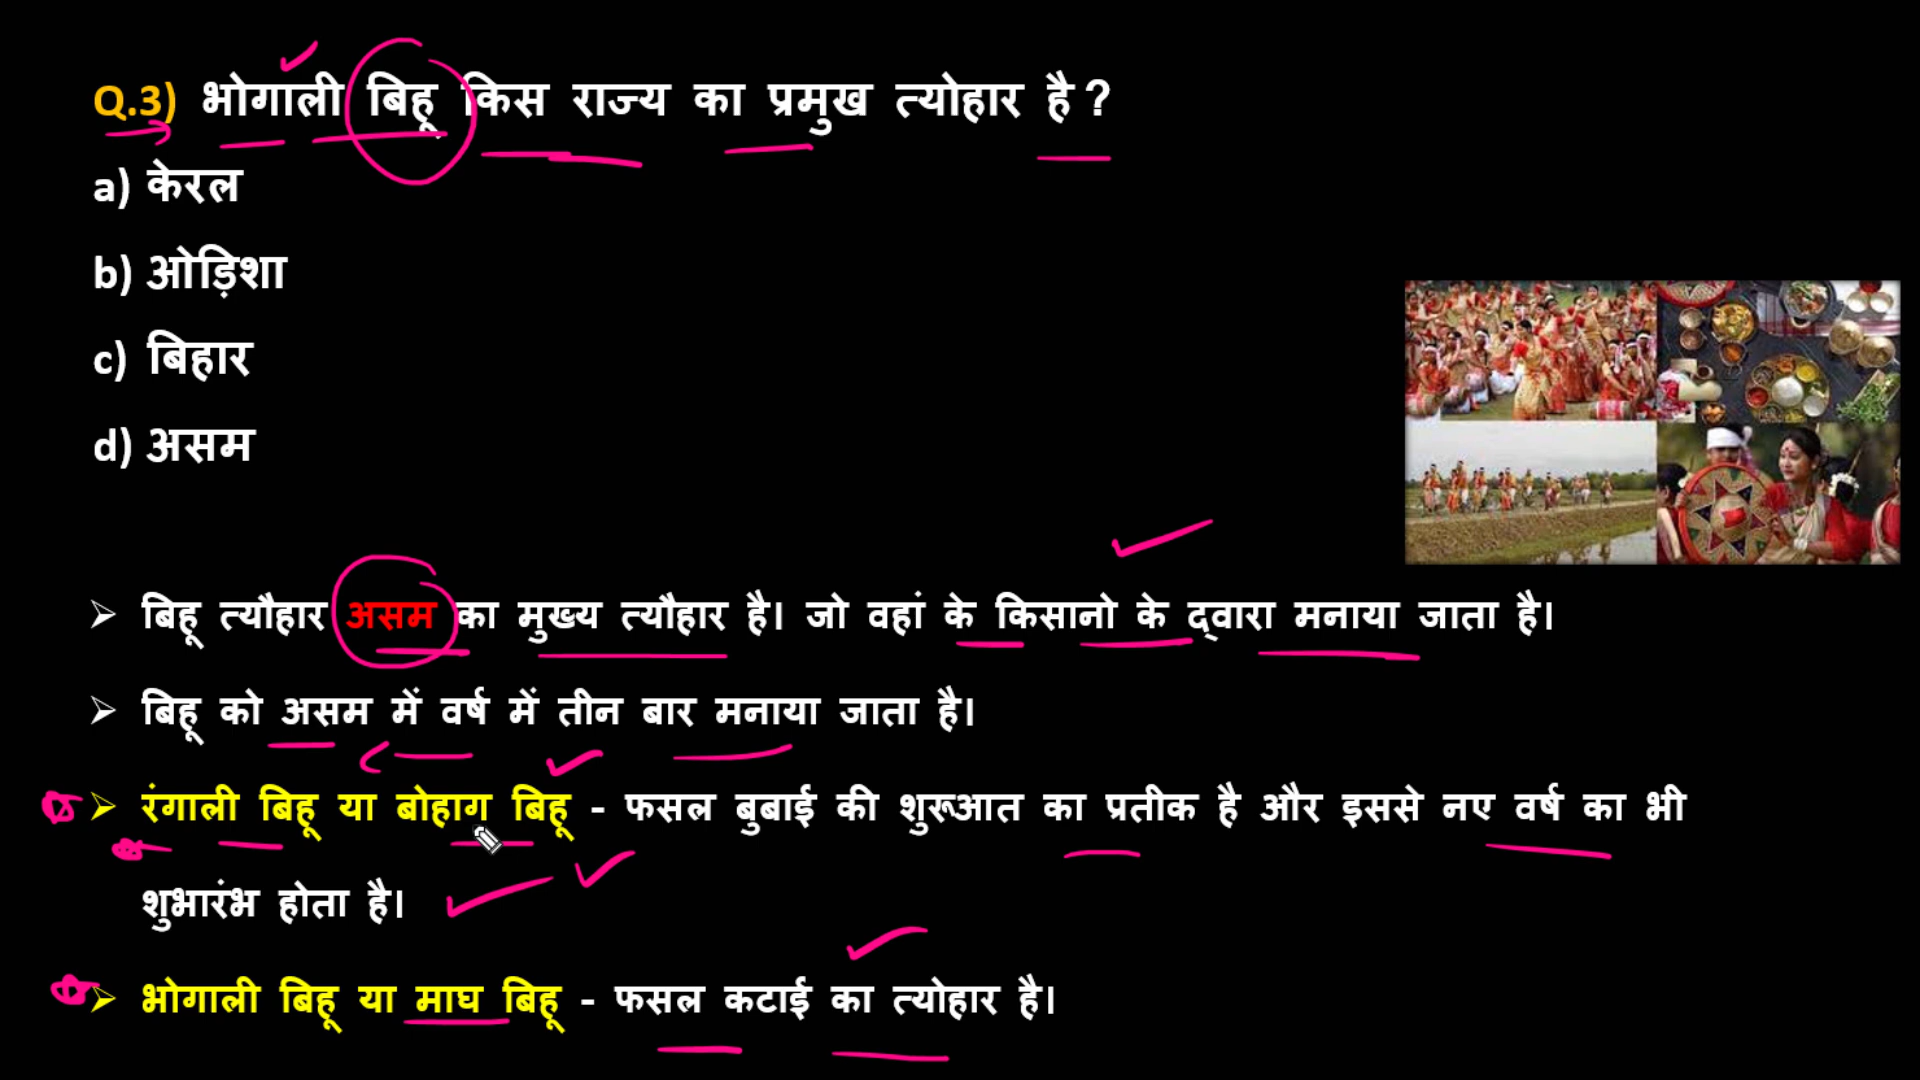 Q.3) भोगाली बिहू किस राज्य का प्रमुख त्योहार है ?
a) केरल
b) ओड़िशा
c) बिहार
d) असम
➢ बिहू त्यौहार असम का मुख्य त्यौहार है। जो वहां के किसानो के द्वारा मनाया जाता है।
➢ बिहू को असम में वर्ष में तीन बार मनाया जाता है।
➢ रंगाली बिहू या बोहाग बिहू - फसल बुबाई की शुरूआत का प्रतीक है और इससे नए वर्ष का भी
शुभारंभ होता है।
➢ भोगाली बिहू या माघ बिहू - फसल कटाई का त्योहार है।